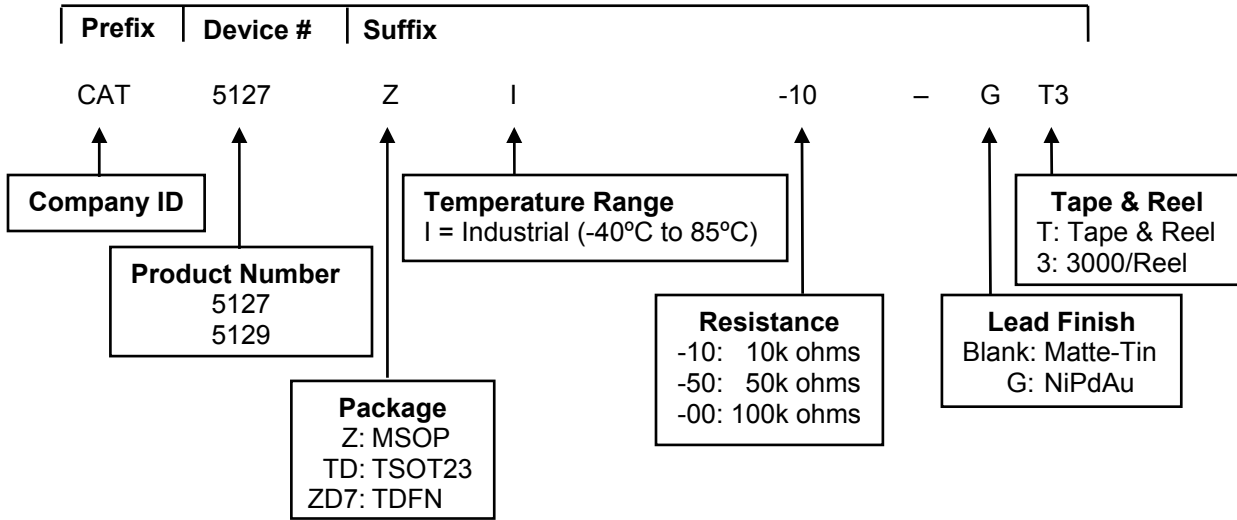 Prefix Device # Suffix
CAT 5127 Z I -10 – G T3
Company ID
Product Number
5127
5129
Package
Z: MSOP
TD: TSOT23
ZD7: TDFN
Temperature Range
I = Industrial (-40ºC to 85ºC)
Resistance
-10: 10k ohms
-50: 50k ohms
-00: 100k ohms
Lead Finish
Blank: Matte-Tin
G: NiPdAu
Tape & Reel
T: Tape & Reel
3: 3000/Reel